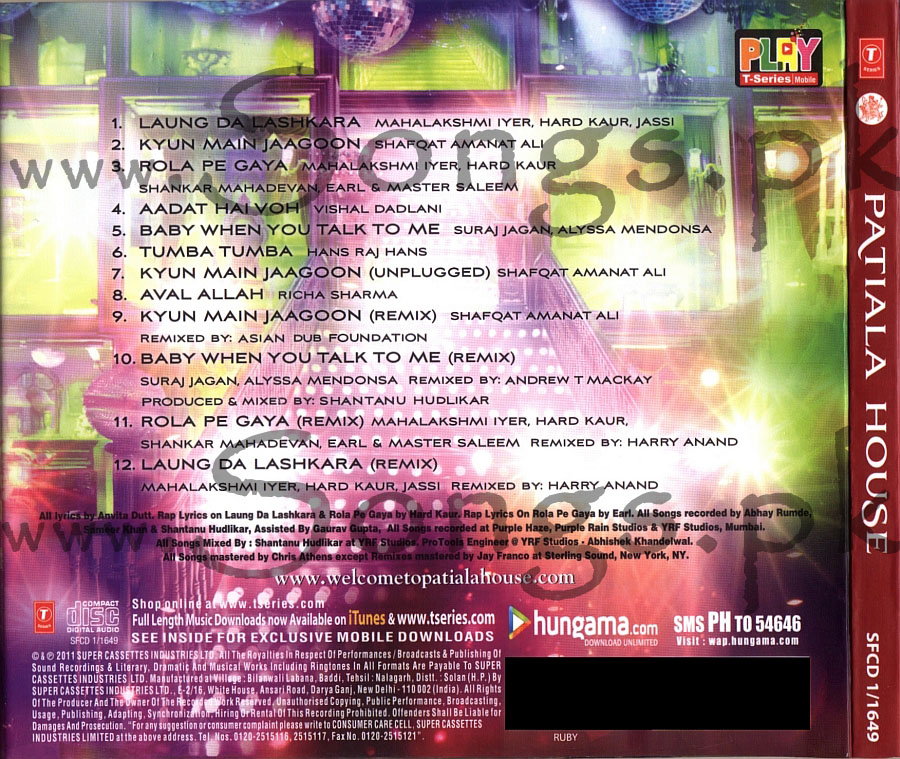 PLAY
T-Series Mobile
1. LAUNG DA LASHKARA MAHALAKSHMI IYER, HARD KAUR, JASSI
2. KYUN MAIN JAAGOON SHAFQAT AMANAT ALI
3. ROLA PE GAYA MAHALAKSHMI IYER, HARD KAUR
SHANKAR MAHADEVAN, EARL & MASTER SALEEM
4. AADAT HAI VOH VISHAL DADLANI
5. BABY WHEN YOU TALK TO ME SURAJ JAGAN, ALYSSA MENDONSA
6. TUMBA TUMBA HANS RAJ HANS
7. KYUN MAIN JAAGOON (UNPLUGGED) SHAFQAT AMANAT ALI
8. AVAL ALLAH RICHA SHARMA
9. KYUN MAIN JAAGOON (REMIX) SHAFQAT AMANAT ALI
REMIXED BY: ASIAN DUB FOUNDATION
10. BABY WHEN YOU TALK TO ME (REMIX)
SURAJ JAGAN, ALYSSA MENDONSA REMIXED BY: ANDREW T MACKAY
PRODUCED & MIXED BY: SHANTANU HUDLIKAR
11. ROLA PE GAYA (REMIX) MAHALAKSHMI IYER, HARD KAUR,
SHANKAR MAHADEVAN, EARL & MASTER SALEEM REMIXED BY: HARRY ANAND
12. LAUNG DA LASHKARA (REMIX)
MAHALAKSHMI IYER, HARD KAUR, JASSI REMIXED BY: HARRY ANAND
www.Songs.pk
www.Songs.pk
All lyrics by Anvita Dutt. Rap Lyrics on Laung Da Lashkara & Rola Pe Gaya by Hard Kaur. Rap Lyrics On Rola Pe Gaya by Earl. All Songs recorded by Abhay Rumde,
Sameer Khan & Shantanu Hudlikar, Assisted By Gaurav Gupta, All Songs recorded at Purple Haze, Purple Rain Studios & YRF Studios, Mumbai.
All Songs Mixed By : Shantanu Hudlikar at YRF Studios. ProTools Engineer @ YRF Studios - Abhishek Khandelwal.
All Songs mastered by Chris Athens except Remixes mastered by Jay Franco at Sterling Sound, New York, NY.
www.welcometopatialahouse.com
T SERIES
COMPACT disc DIGITAL AUDIO
SFCD 1/1649
Shop online at www.tseries.com
Full Length Music Downloads now Available on iTunes & www.tseries.com
SEE INSIDE FOR EXCLUSIVE MOBILE DOWNLOADS
hungama.com
DOWNLOAD UNLIMITED
SMS PH TO 54646
Visit : wap.hungama.com
© & ℗ 2011 SUPER CASSETTES INDUSTRIES LTD. All The Royalties In Respect Of Performances / Broadcasts & Publishing Of
Sound Recordings & Literary, Dramatic And Musical Works Including Ringtones In All Formats Are Payable To SUPER
CASSETTES INDUSTRIES LTD. Manufactured at Village : Bilanwali Labana, Baddi, Tehsil : Nalagarh, Distt. : Solan (H.P.) By
SUPER CASSETTES INDUSTRIES LTD., E-2/16, White House, Ansari Road, Darya Ganj, New Delhi - 110 002 (India). All Rights
Of The Producer And The Owner Of The Recorded Work Reserved. Unauthorised Copying, Public Performance, Broadcasting,
Usage, Publishing, Adapting, Synchronization, Hiring Or Rental Of This Recording Prohibited. Offenders Shall Be Liable for
Damages And Prosecution. "For any suggestion or consumer complaint please write to CONSUMER CARE CELL, SUPER CASSETTES
INDUSTRIES LIMITED at the above address. Tel. Nos. 0120-2515116, 2515117, Fax No. 0120-2515121".
RUBY
T SERIES
PATIALA HOUSE
SFCD 1/1649